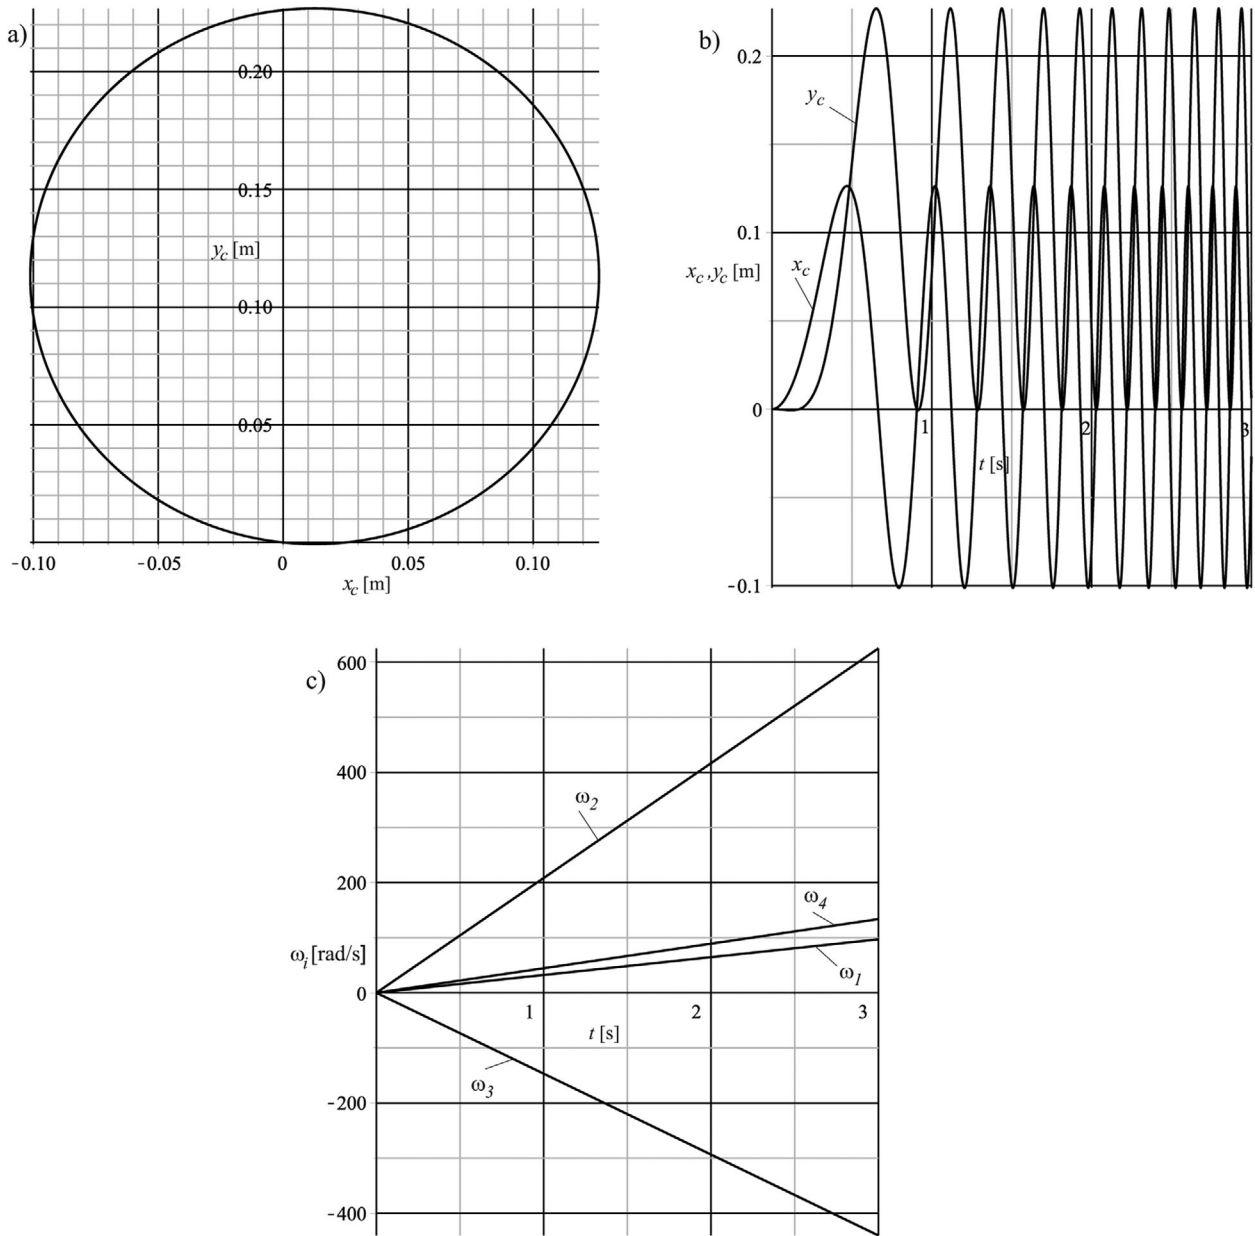 a)
0.20
0.15
y_c [m]
0.10
0.05
-0.10 -0.05 0 0.05 0.10
x_c [m]
b)
0.2
y_c
0.1
x_c, y_c [m]
x_c
0
1 2 3
t [s]
-0.1
c)
600
400
ω_2
200
ω_4
ω_i [rad/s]
ω_1
0
1 2 3
t [s]
ω_3
-200
-400